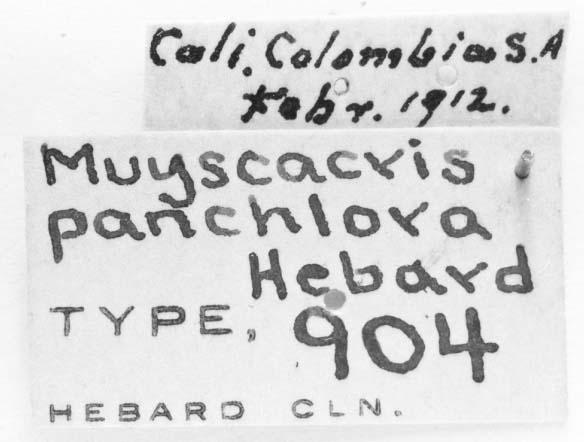 Cali. Colombia S.A
Febr. 1912.
Muyscacris
panchlora
Hebard
TYPE, 904
HEBARD CLN.